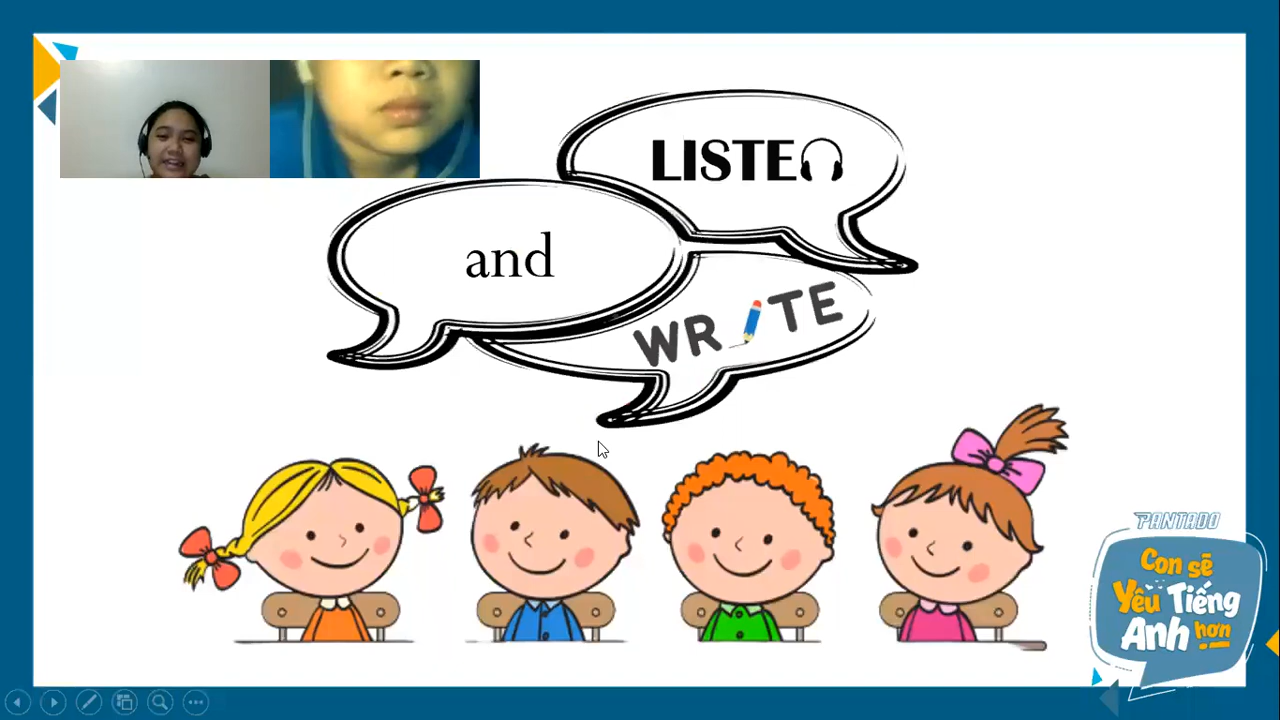 LISTEN
and
WRITE
PANTADO
Con sẽ
Yêu Tiếng
Anh hơn